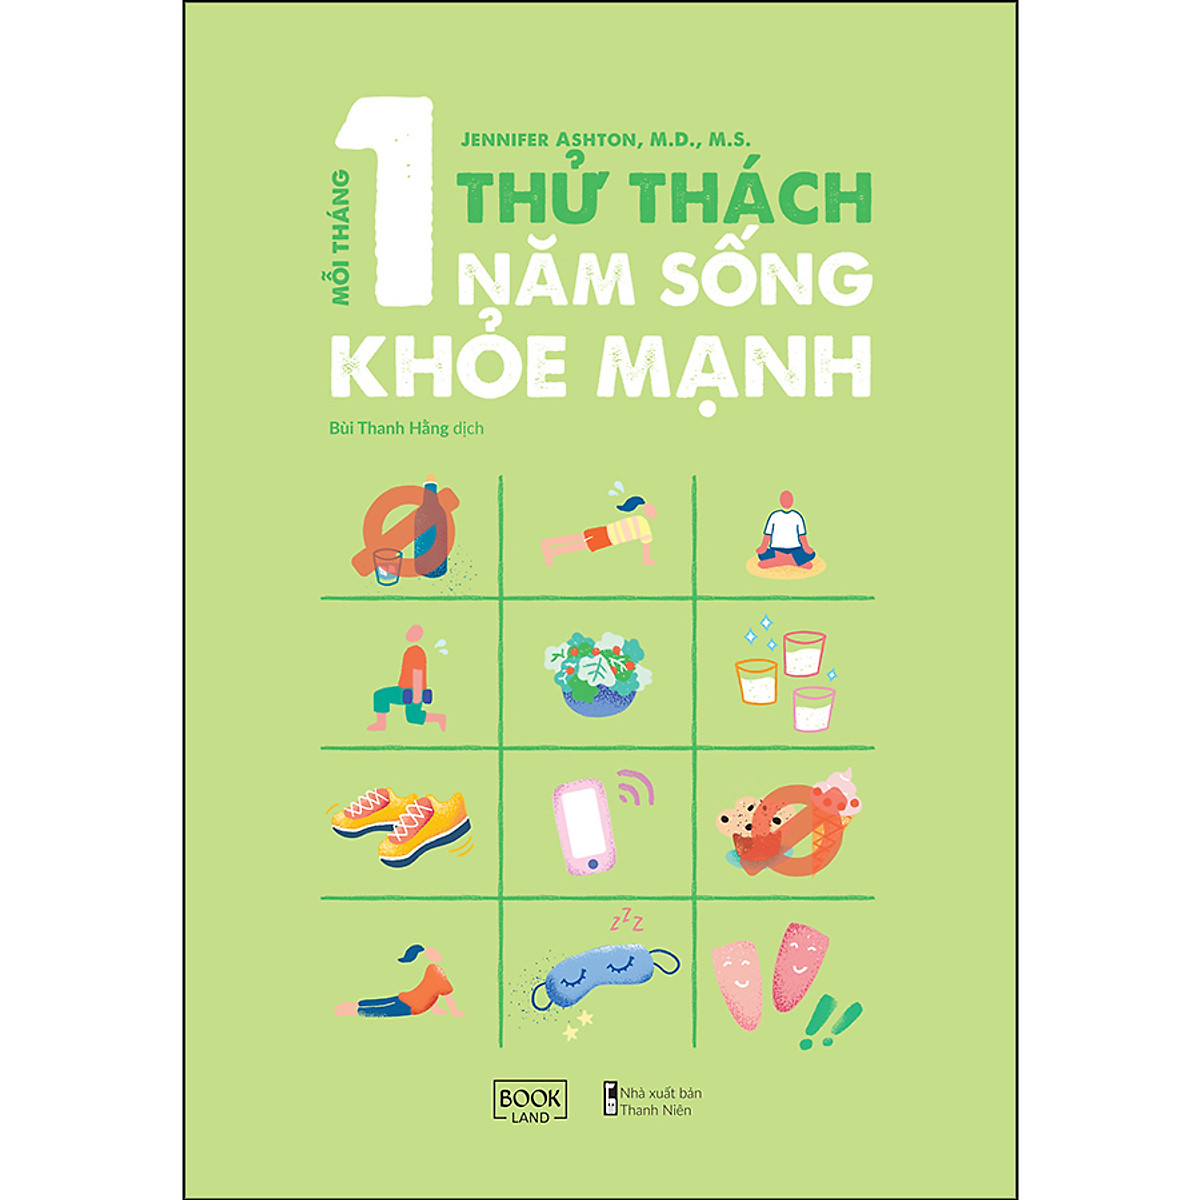 JENNIFER ASHTON, M.D., M.S.
MỖI THÁNG
1 THỬ THÁCH
NĂM SỐNG
KHỎE MẠNH
Bùi Thanh Hằng dịch
zzz
BOOK
LAND
Nhà xuất bản
Thanh Niên